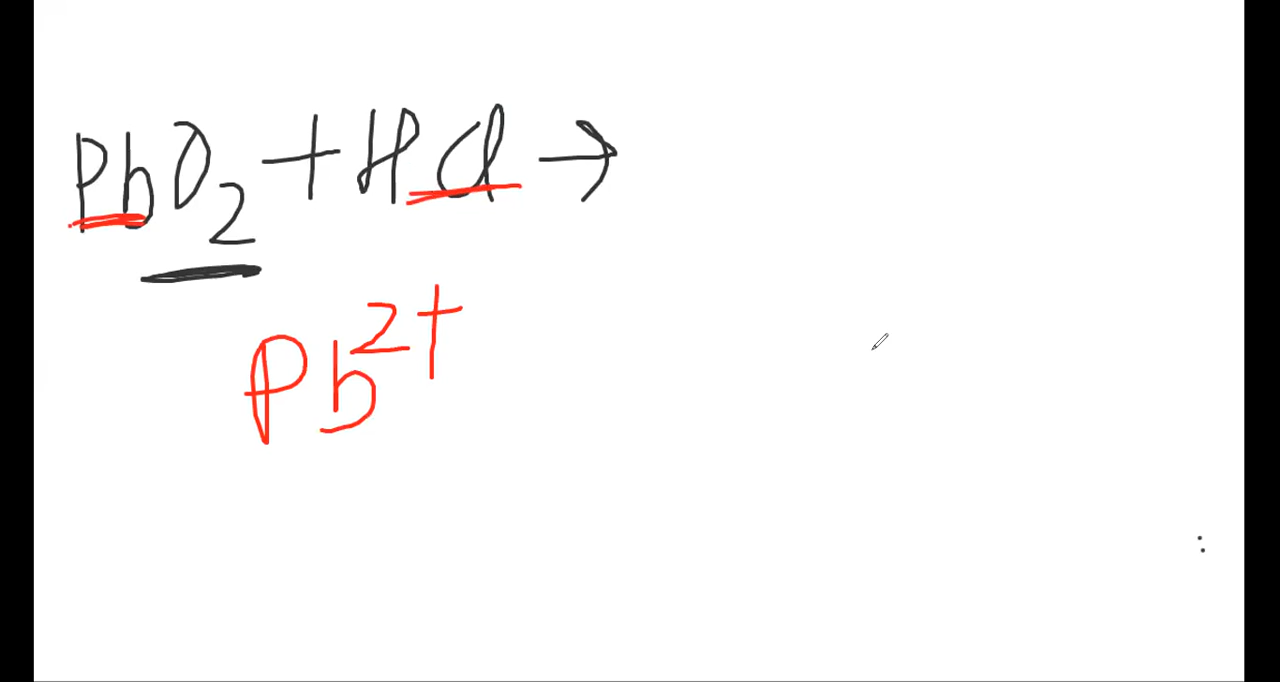 PbO₂ + HCl →
Pb²⁺